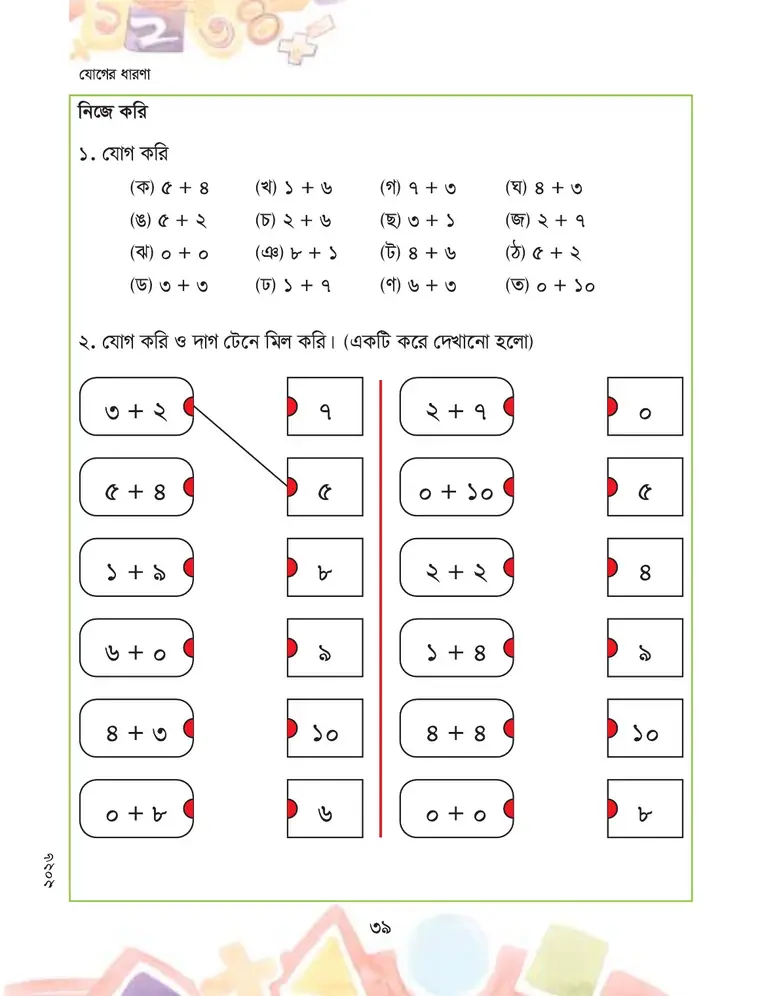 ১২৩৪
যোগের ধারণা
নিজে করি
১. যোগ করি
(ক) ৫ + ৪ (খ) ১ + ৬ (গ) ৭ + ৩ (ঘ) ৪ + ৩
(ঙ) ৫ + ২ (চ) ২ + ৬ (ছ) ৩ + ১ (জ) ২ + ৭
(ঝ) ০ + ০ (ঞ) ৮ + ১ (ট) ৪ + ৬ (ঠ) ৫ + ২
(ড) ৩ + ৩ (ঢ) ১ + ৭ (ণ) ৬ + ৩ (ত) ০ + ১০
২. যোগ করি ও দাগ টেনে মিল করি। (একটি করে দেখানো হলো)
৩ + ২ ৭ ২ + ৭ ০
৫ + ৪ ৫ ০ + ১০ ৫
১ + ৯ ৮ ২ + ২ ৪
৬ + ০ ৯ ১ + ৪ ৯
৪ + ৩ ১০ ৪ + ৪ ১০
০ + ৮ ৬ ০ + ০ ৮
২০২৬
৩৯